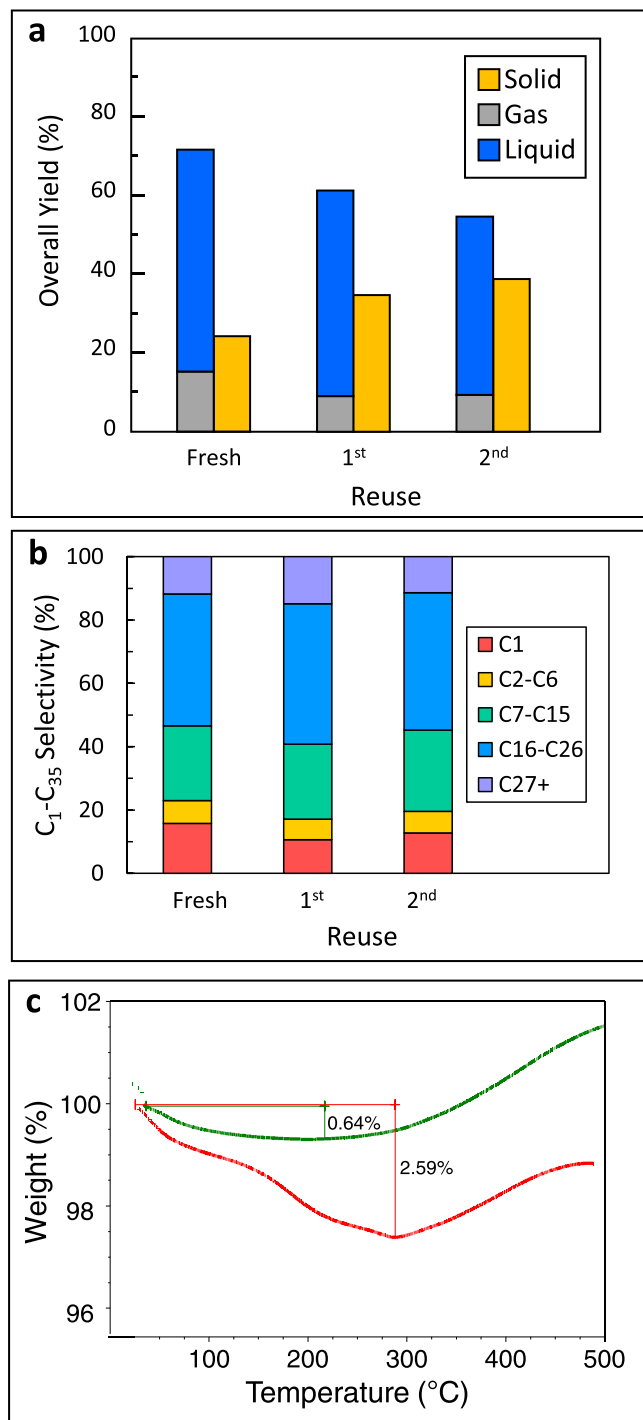 a
100
80
60
40
20
0
Overall Yield (%)
Solid
Gas
Liquid
Fresh
1st
2nd
Reuse
b
100
80
60
40
20
0
C1-C35 Selectivity (%)
C1
C2-C6
C7-C15
C16-C26
C27+
Fresh
1st
2nd
Reuse
c
102
100
98
96
Weight (%)
0.64%
2.59%
100
200
300
400
500
Temperature (°C)